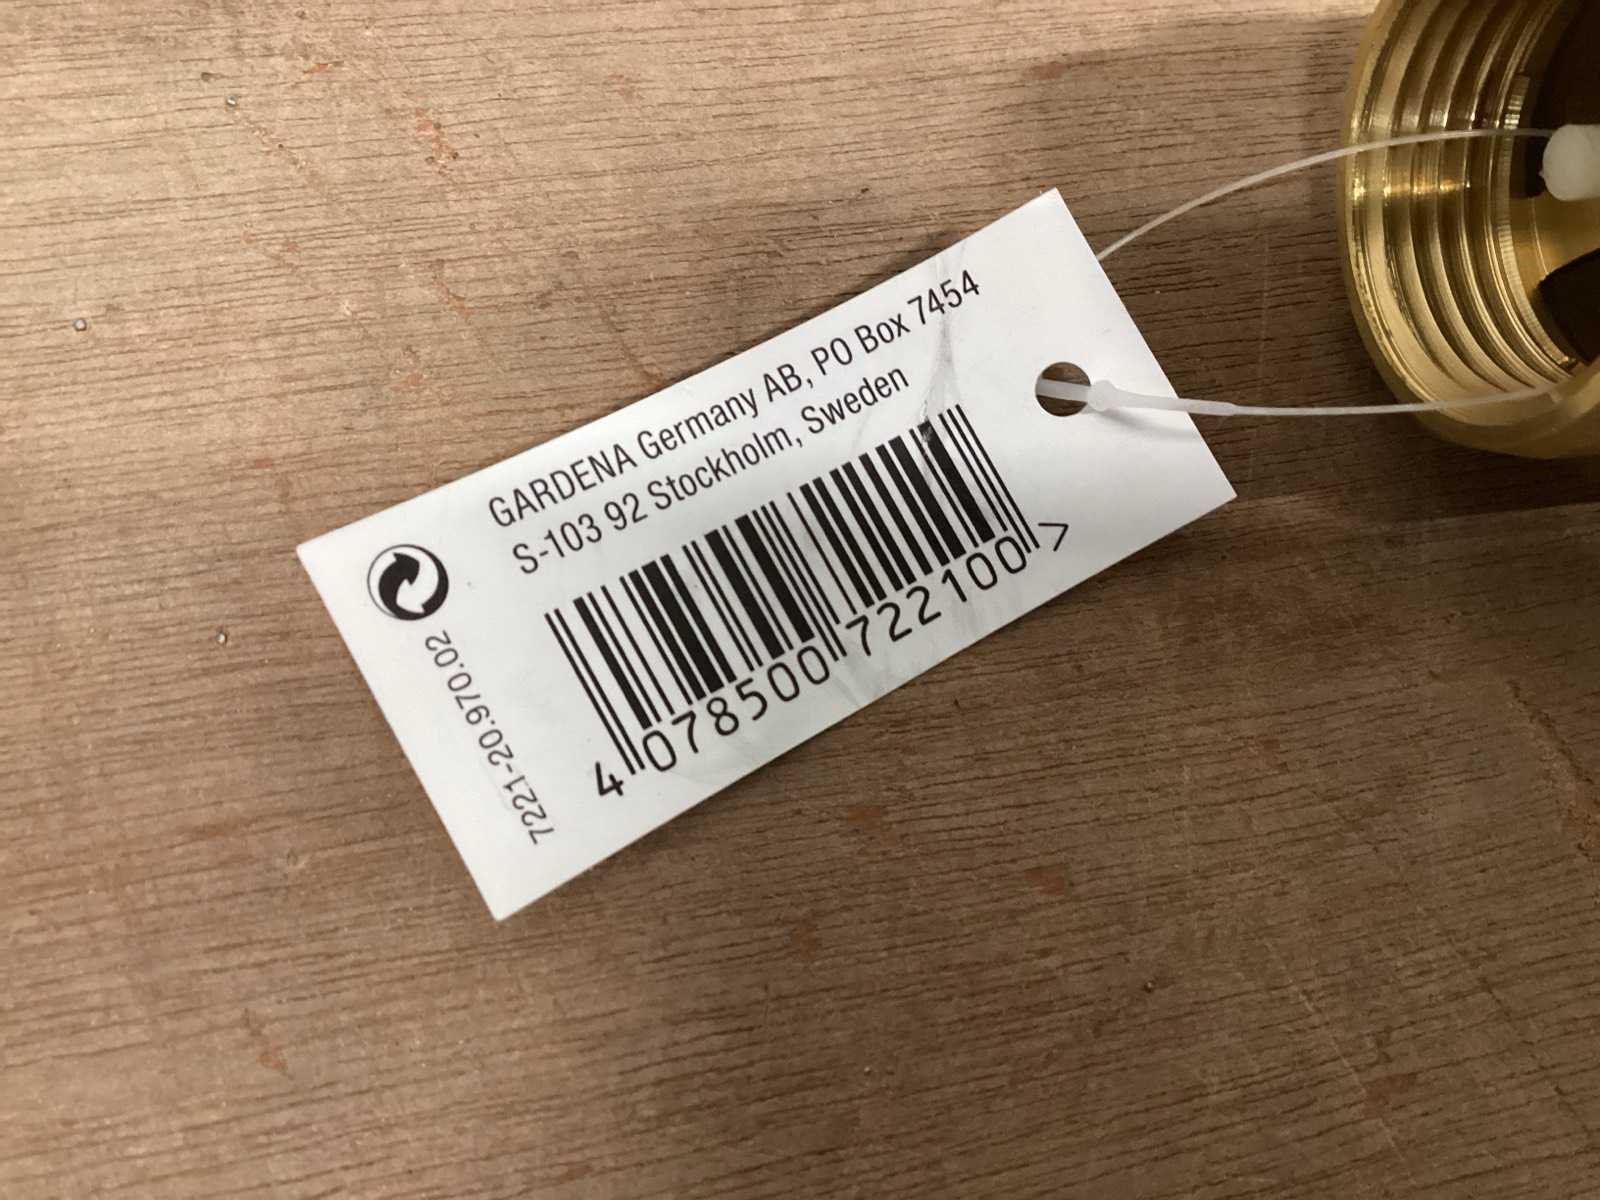 GARDENA Germany AB, PO Box 7454
S-103 92 Stockholm, Sweden
4 078500 722100 >
7221-20.970.02